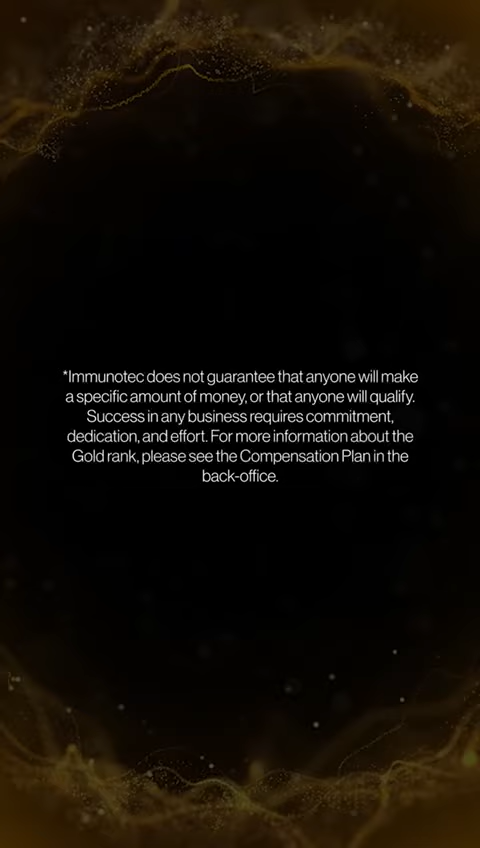 *Immunotec does not guarantee that anyone will make
a specific amount of money, or that anyone will qualify.
Success in any business requires commitment,
dedication, and effort. For more information about the
Gold rank, please see the Compensation Plan in the
back-office.